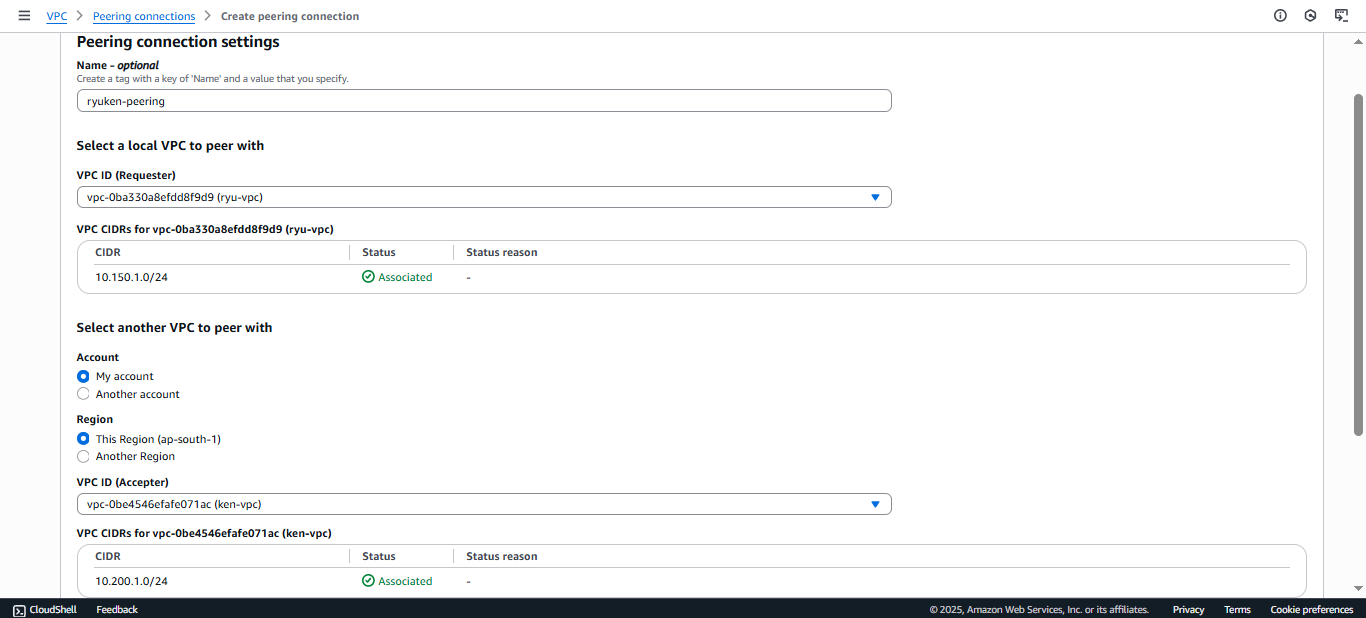 VPC > Peering connections > Create peering connection
Peering connection settings
Name - optional
Create a tag with a key of 'Name' and a value that you specify.
ryuken-peering
Select a local VPC to peer with
VPC ID (Requester)
vpc-0ba330a8efdd8f9d9 (ryu-vpc)
VPC CIDRs for vpc-0ba330a8efdd8f9d9 (ryu-vpc)
CIDR Status Status reason
10.150.1.0/24 Associated -
Select another VPC to peer with
Account
My account
Another account
Region
This Region (ap-south-1)
Another Region
VPC ID (Accepter)
vpc-0be4546efafe071ac (ken-vpc)
VPC CIDRs for vpc-0be4546efafe071ac (ken-vpc)
CIDR Status Status reason
10.200.1.0/24 Associated -
CloudShell Feedback © 2025, Amazon Web Services, Inc. or its affiliates. Privacy Terms Cookie preferences